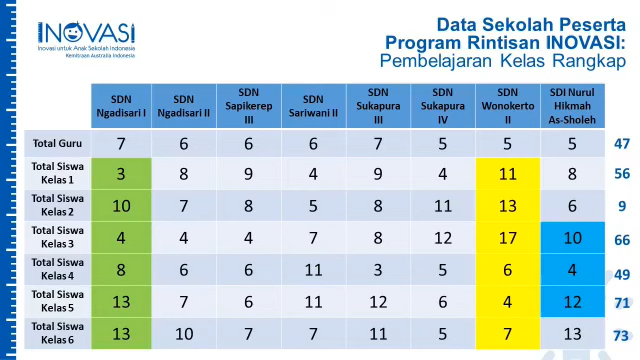 INOVASI
Inovasi untuk Anak Sekolah Indonesia
Kemitraan Australia Indonesia
Data Sekolah Peserta
Program Rintisan INOVASI:
Pembelajaran Kelas Rangkap
SDN Ngadisari I SDN Ngadisari II SDN Sapikerep III SDN Sariwani II SDN Sukapura III SDN Sukapura IV SDN Wonokerto II SDI Nurul Hikmah As-Sholeh
Total Guru 7 6 6 6 7 5 5 5 47
Total Siswa Kelas 1 3 8 9 4 9 4 11 8 56
Total Siswa Kelas 2 10 7 8 5 8 11 13 6 9
Total Siswa Kelas 3 4 4 4 7 8 12 17 10 66
Total Siswa Kelas 4 8 6 6 11 3 5 6 4 49
Total Siswa Kelas 5 13 7 6 11 12 6 4 12 71
Total Siswa Kelas 6 13 10 7 7 11 5 7 13 73